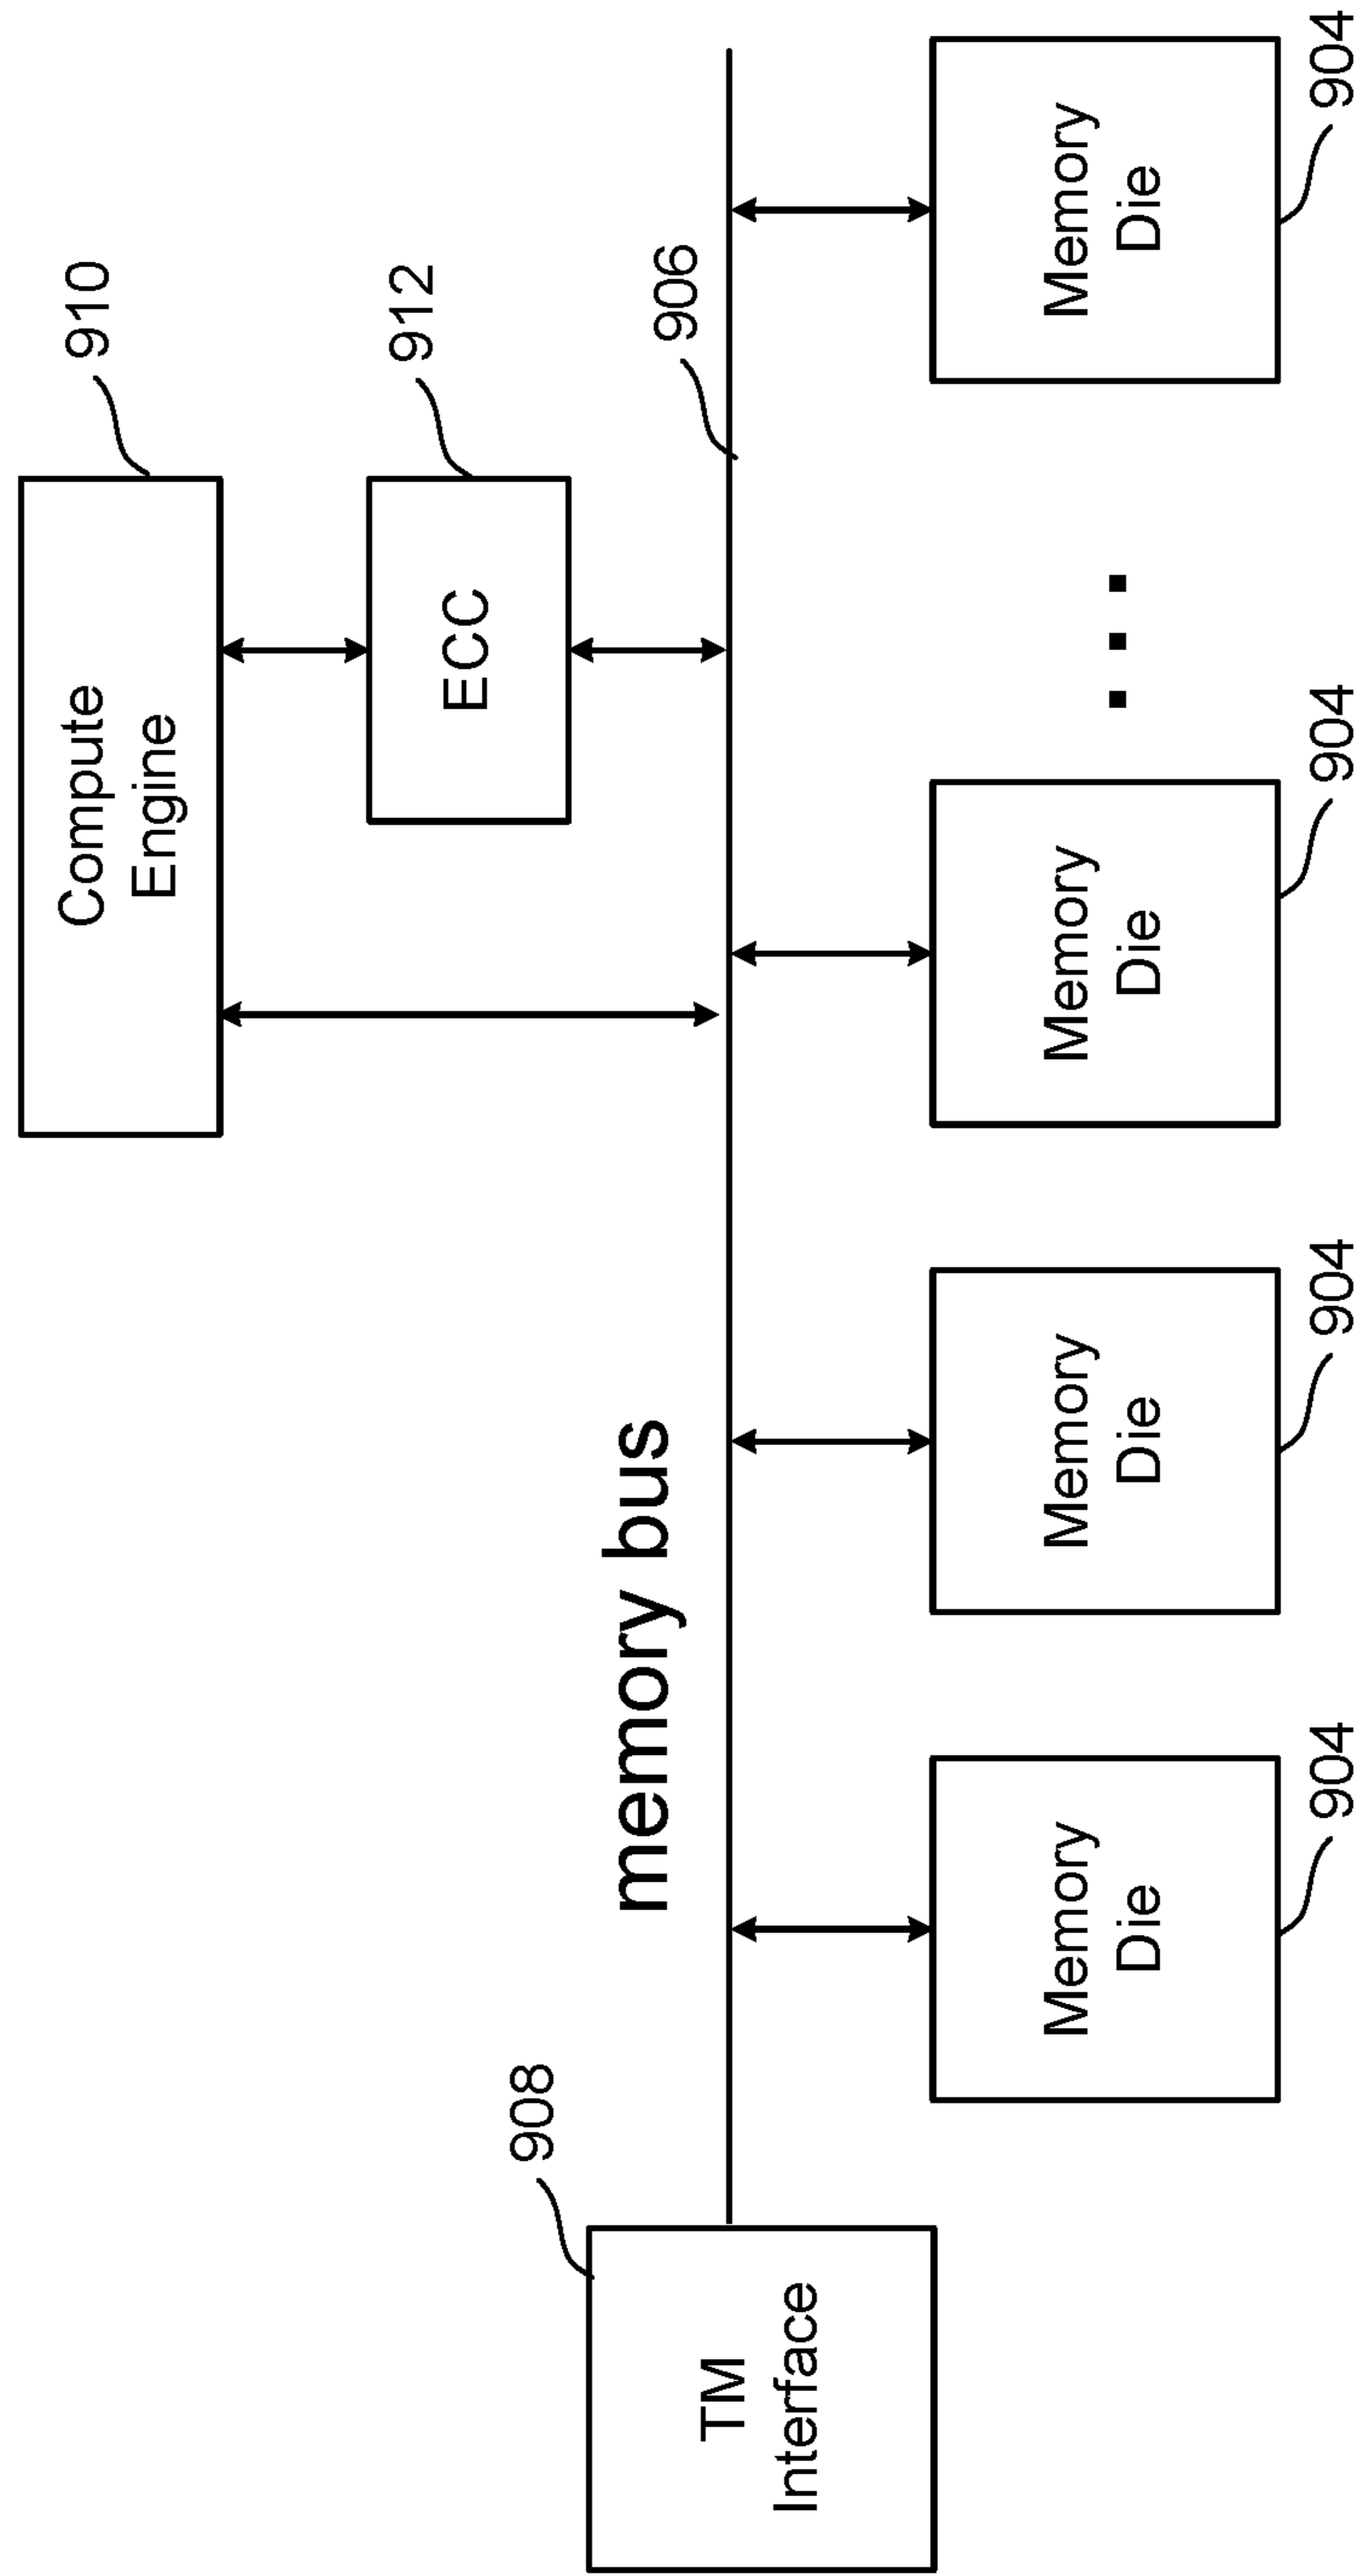 Compute
Engine
910
ECC
912
906
memory bus
908
TM
Interface
Memory
Die
904
Memory
Die
904
Memory
Die
904
...
Memory
Die
904